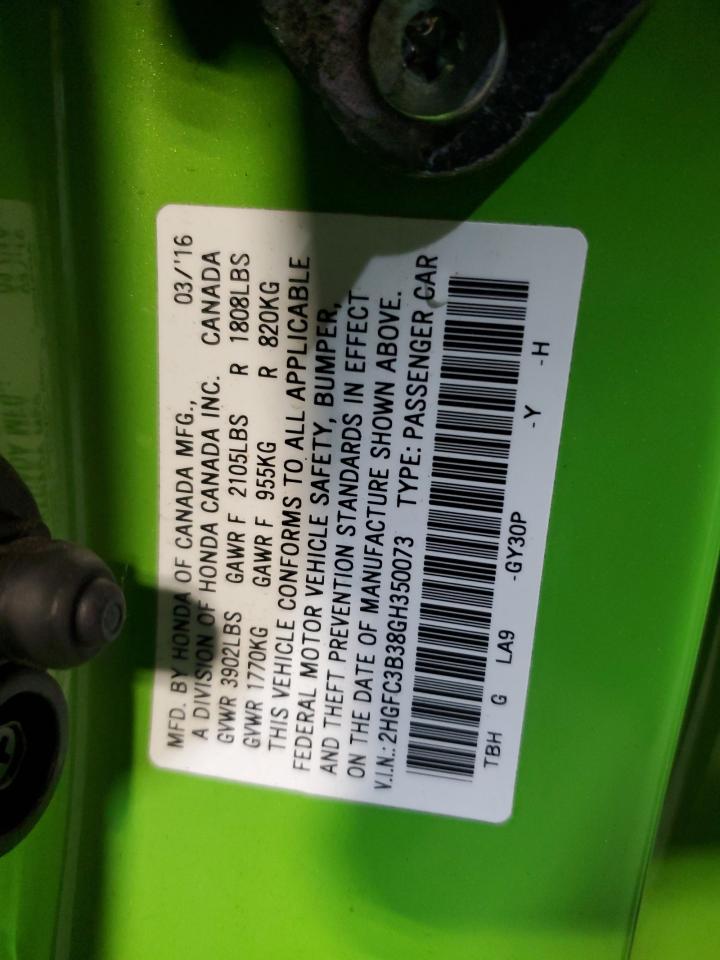 MFD. BY HONDA OF CANADA MFG., 03/'16
A DIVISION OF HONDA CANADA INC. CANADA
GVWR 3902LBS GAWR F 2105LBS R 1808LBS
GVWR 1770KG GAWR F 955KG R 820KG
THIS VEHICLE CONFORMS TO ALL APPLICABLE
FEDERAL MOTOR VEHICLE SAFETY, BUMPER,
AND THEFT PREVENTION STANDARDS IN EFFECT
ON THE DATE OF MANUFACTURE SHOWN ABOVE.
V.I.N.: 2HGFC3B38GH350073 TYPE: PASSENGER CAR
TBH G LA9 -GY30P -Y -H